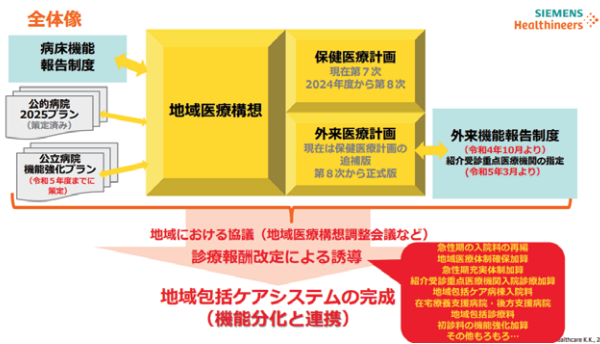 全体像
SIEMENS
Healthineers
病床機能
報告制度
公的病院
2025プラン
(策定済み)
公立病院
機能強化プラン
(令和5年度までに
策定)
地域医療構想
保健医療計画
現在第7次
2024年度から第8次
外来医療計画
現在は保健医療計画の
追補版
第8次から正式版
外来機能報告制度
(令和4年10月より)
紹介受診重点医療機関の指定
(令和5年3月より)
地域における協議(地域医療構想調整会議など)
診療報酬改定による誘導
地域包括ケアシステムの完成
(機能分化と連携)
急性期の入院料の再編
地域医療体制確保加算
急性期充実体制加算
紹介受診重点医療機関入院診療加算
地域包括ケア病棟入院料
在宅療養支援病院・後方支援病院
地域包括診療料
初診料の機能強化加算
その他もろもろ…
Healthcare K.K., 2